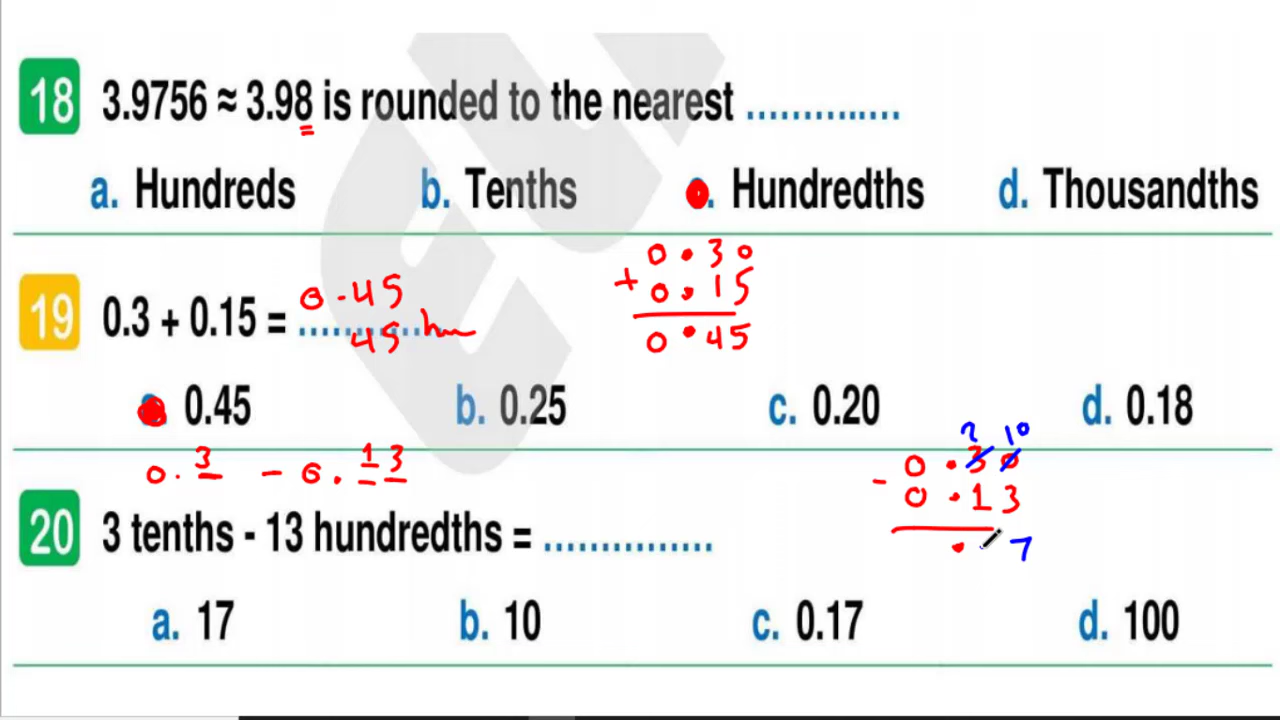 18 3.9756 ≈ 3.98 is rounded to the nearest ................
a. Hundreds b. Tenths . Hundredths d. Thousandths
0.30
+ 0.15
0.45
0.45
19 0.3 + 0.15 = ................
45
0.45 b. 0.25 c. 0.20 d. 0.18
0.3 - 0.13
2 10
0.30
- 0.13
. 7
20 3 tenths - 13 hundredths = ................
a. 17 b. 10 c. 0.17 d. 100